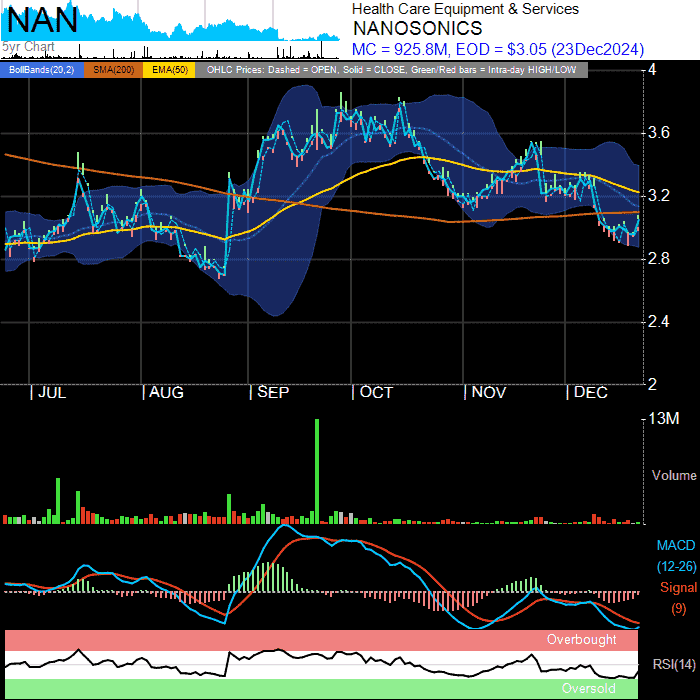 NAN
5yr Chart
Health Care Equipment & Services
NANOSONICS
MC = 925.8M, EOD = $3.05 (23Dec2024)
BollBands(20,2) SMA(200) EMA(50) OHLC Prices: Dashed = OPEN, Solid = CLOSE, Green/Red bars = Intra-day HIGH/LOW
4
3.6
3.2
2.8
2.4
2
JUL AUG SEP OCT NOV DEC
13M
Volume
MACD
(12-26)
Signal
(9)
Overbought
RSI(14)
Oversold